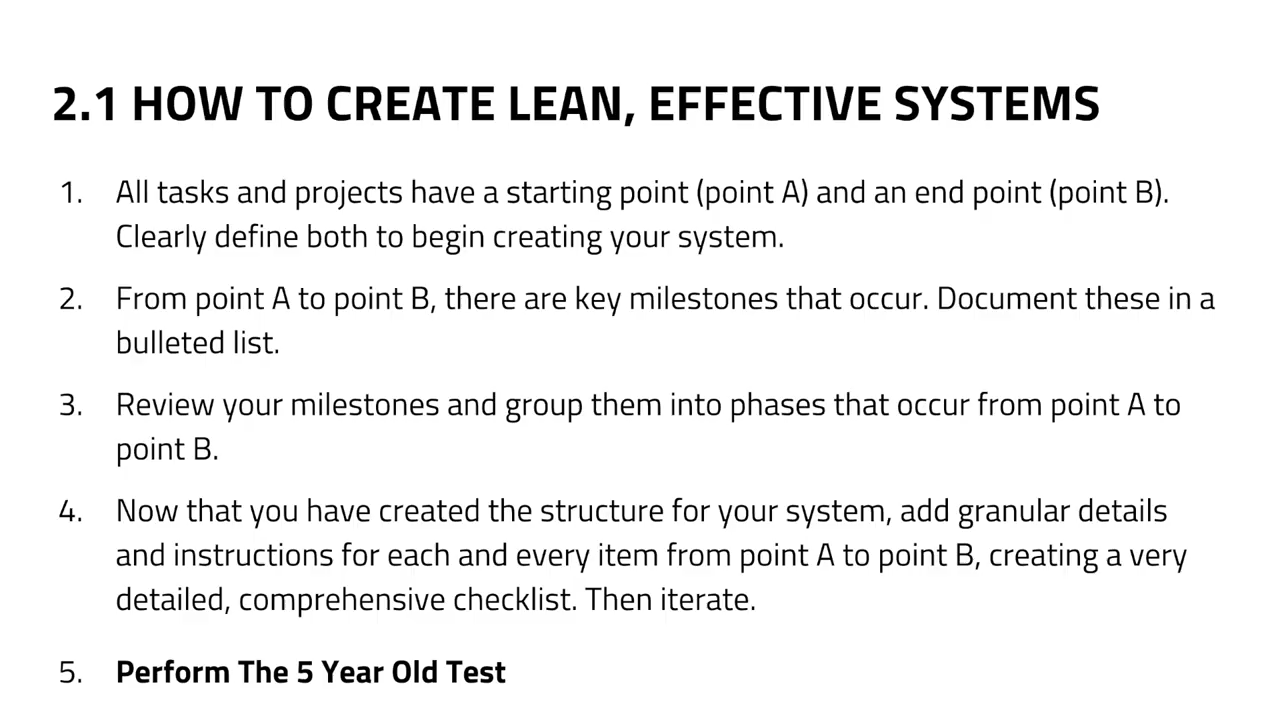 2.1 HOW TO CREATE LEAN, EFFECTIVE SYSTEMS
1. All tasks and projects have a starting point (point A) and an end point (point B).
Clearly define both to begin creating your system.
2. From point A to point B, there are key milestones that occur. Document these in a
bulleted list.
3. Review your milestones and group them into phases that occur from point A to
point B.
4. Now that you have created the structure for your system, add granular details
and instructions for each and every item from point A to point B, creating a very
detailed, comprehensive checklist. Then iterate.
5. Perform The 5 Year Old Test